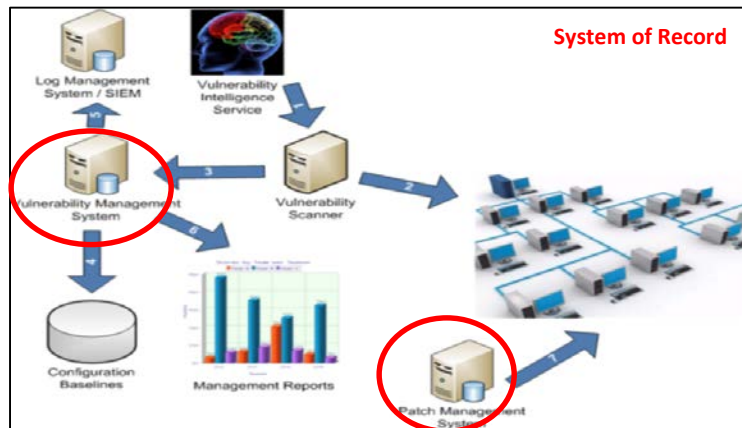 System of Record
Log Management
System / SIEM
Vulnerability
Intelligence
Service
1
5
3
2
Vulnerability Management
System
Vulnerability
Scanner
4
6
Configuration
Baselines
Management Reports
7
Patch Management
System